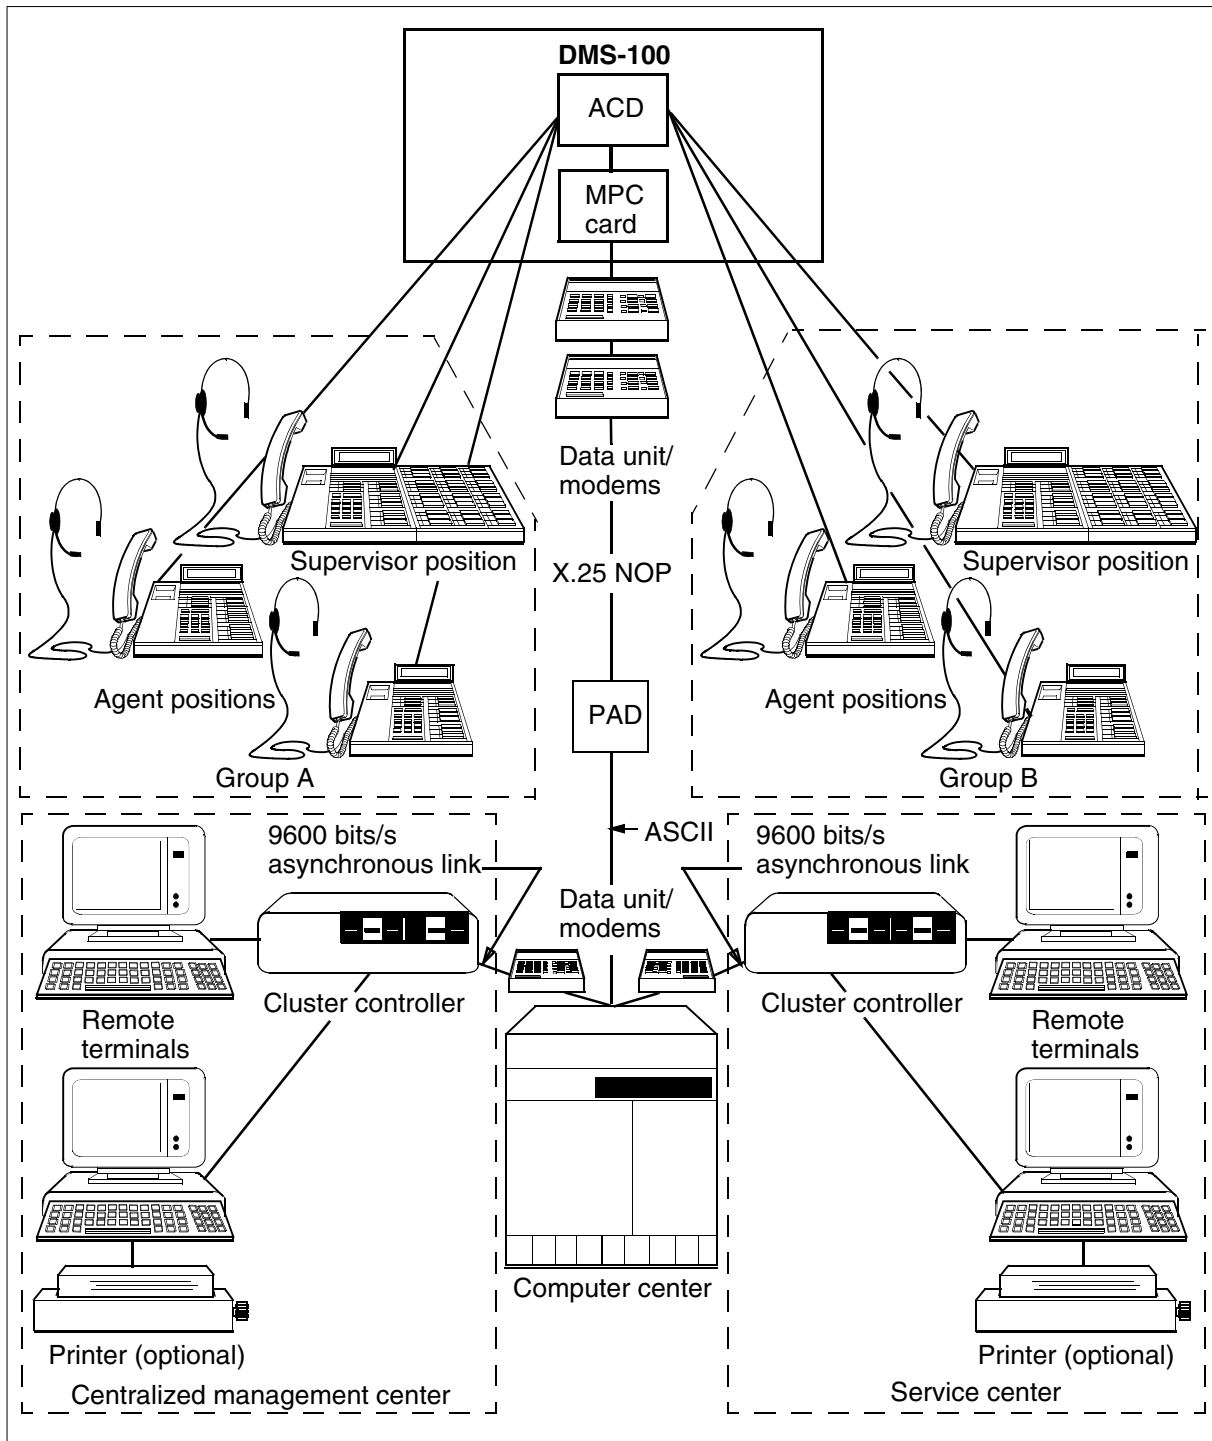 DMS-100
ACD
MPC
card
Data unit/
modems
X.25 NOP
Supervisor position
Agent positions
Group A
Supervisor position
Agent positions
Group B
PAD
ASCII
9600 bits/s
asynchronous link
9600 bits/s
asynchronous link
Data unit/
modems
Cluster controller
Cluster controller
Remote
terminals
Remote
terminals
Computer center
Printer (optional)
Centralized management center
Printer (optional)
Service center